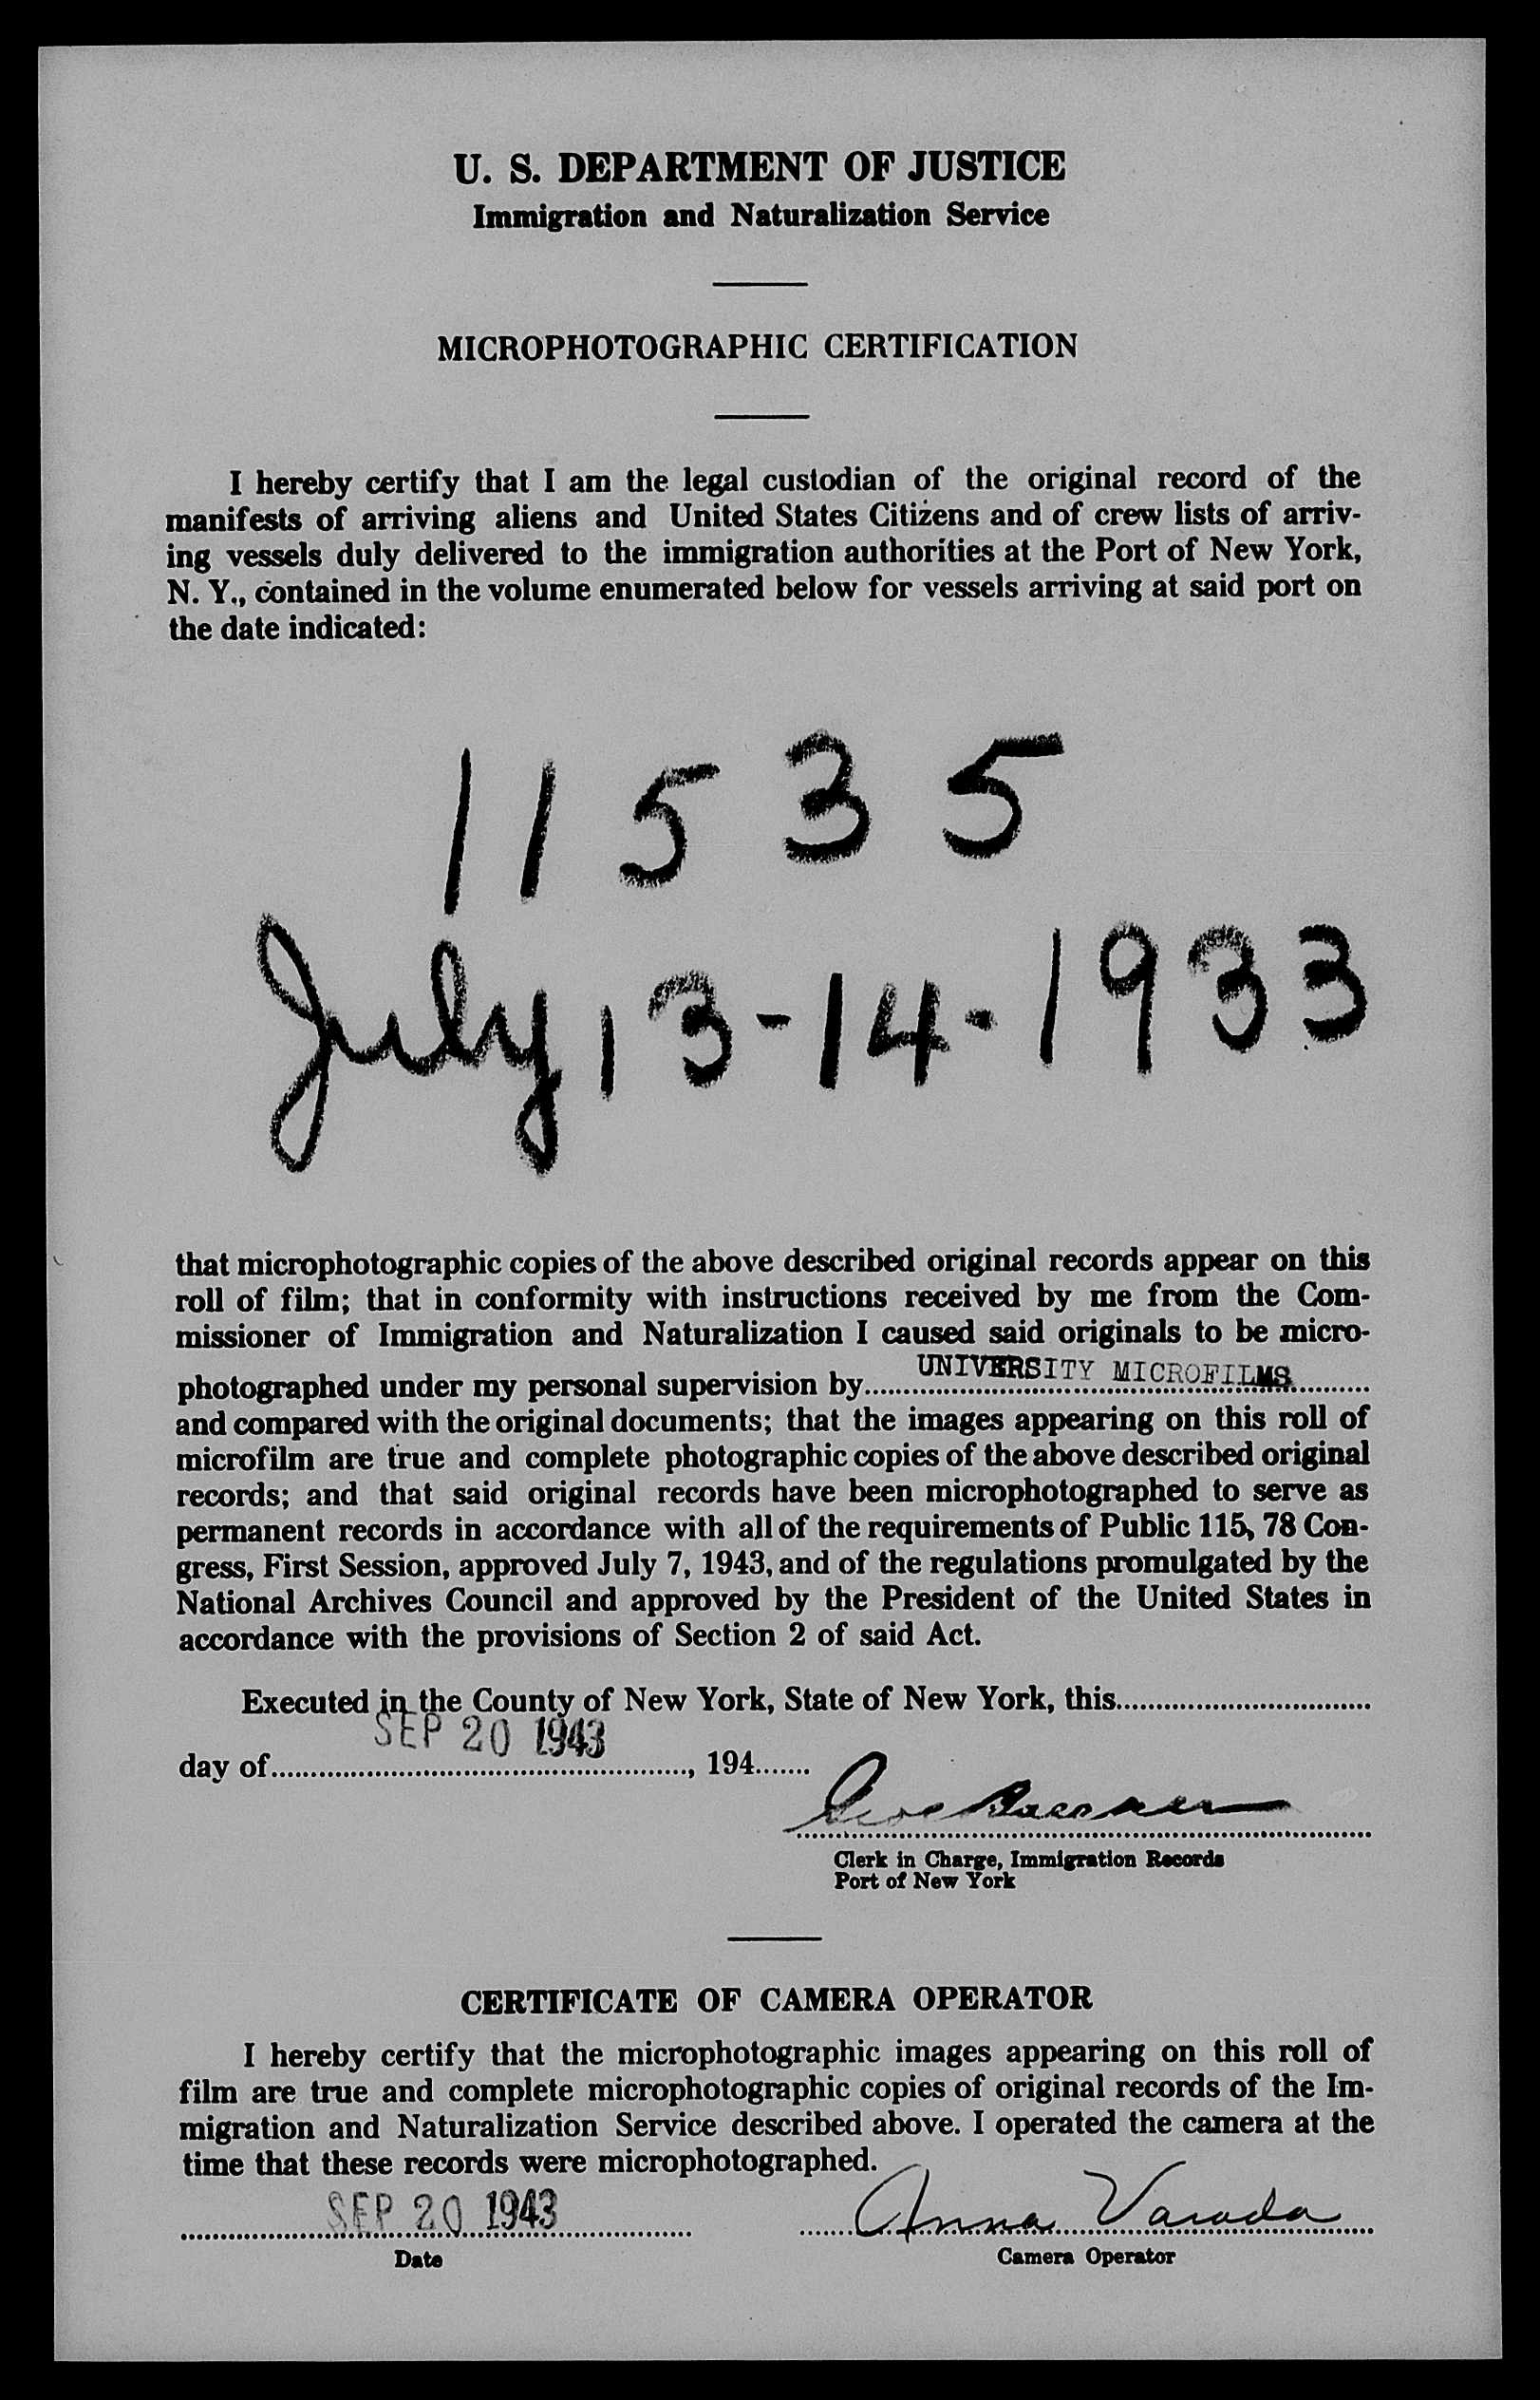 U. S. DEPARTMENT OF JUSTICE
Immigration and Naturalization Service
MICROPHOTOGRAPHIC CERTIFICATION
I hereby certify that I am the legal custodian of the original record of the
manifests of arriving aliens and United States Citizens and of crew lists of arriv-
ing vessels duly delivered to the immigration authorities at the Port of New York,
N. Y., contained in the volume enumerated below for vessels arriving at said port on
the date indicated:
11535
July 13-14-1933
that microphotographic copies of the above described original records appear on this
roll of film; that in conformity with instructions received by me from the Com-
missioner of Immigration and Naturalization I caused said originals to be micro-
photographed under my personal supervision by UNIVERSITY MICROFILMS
and compared with the original documents; that the images appearing on this roll of
microfilm are true and complete photographic copies of the above described original
records; and that said original records have been microphotographed to serve as
permanent records in accordance with all of the requirements of Public 115, 78 Con-
gress, First Session, approved July 7, 1943, and of the regulations promulgated by the
National Archives Council and approved by the President of the United States in
accordance with the provisions of Section 2 of said Act.
Executed in the County of New York, State of New York, this
SEP 20 1943
day of , 194
Clerk in Charge, Immigration Records
Port of New York
CERTIFICATE OF CAMERA OPERATOR
I hereby certify that the microphotographic images appearing on this roll of
film are true and complete microphotographic copies of original records of the Im-
migration and Naturalization Service described above. I operated the camera at the
time that these records were microphotographed.
SEP 20 1943 Anna Varada
Date Camera Operator